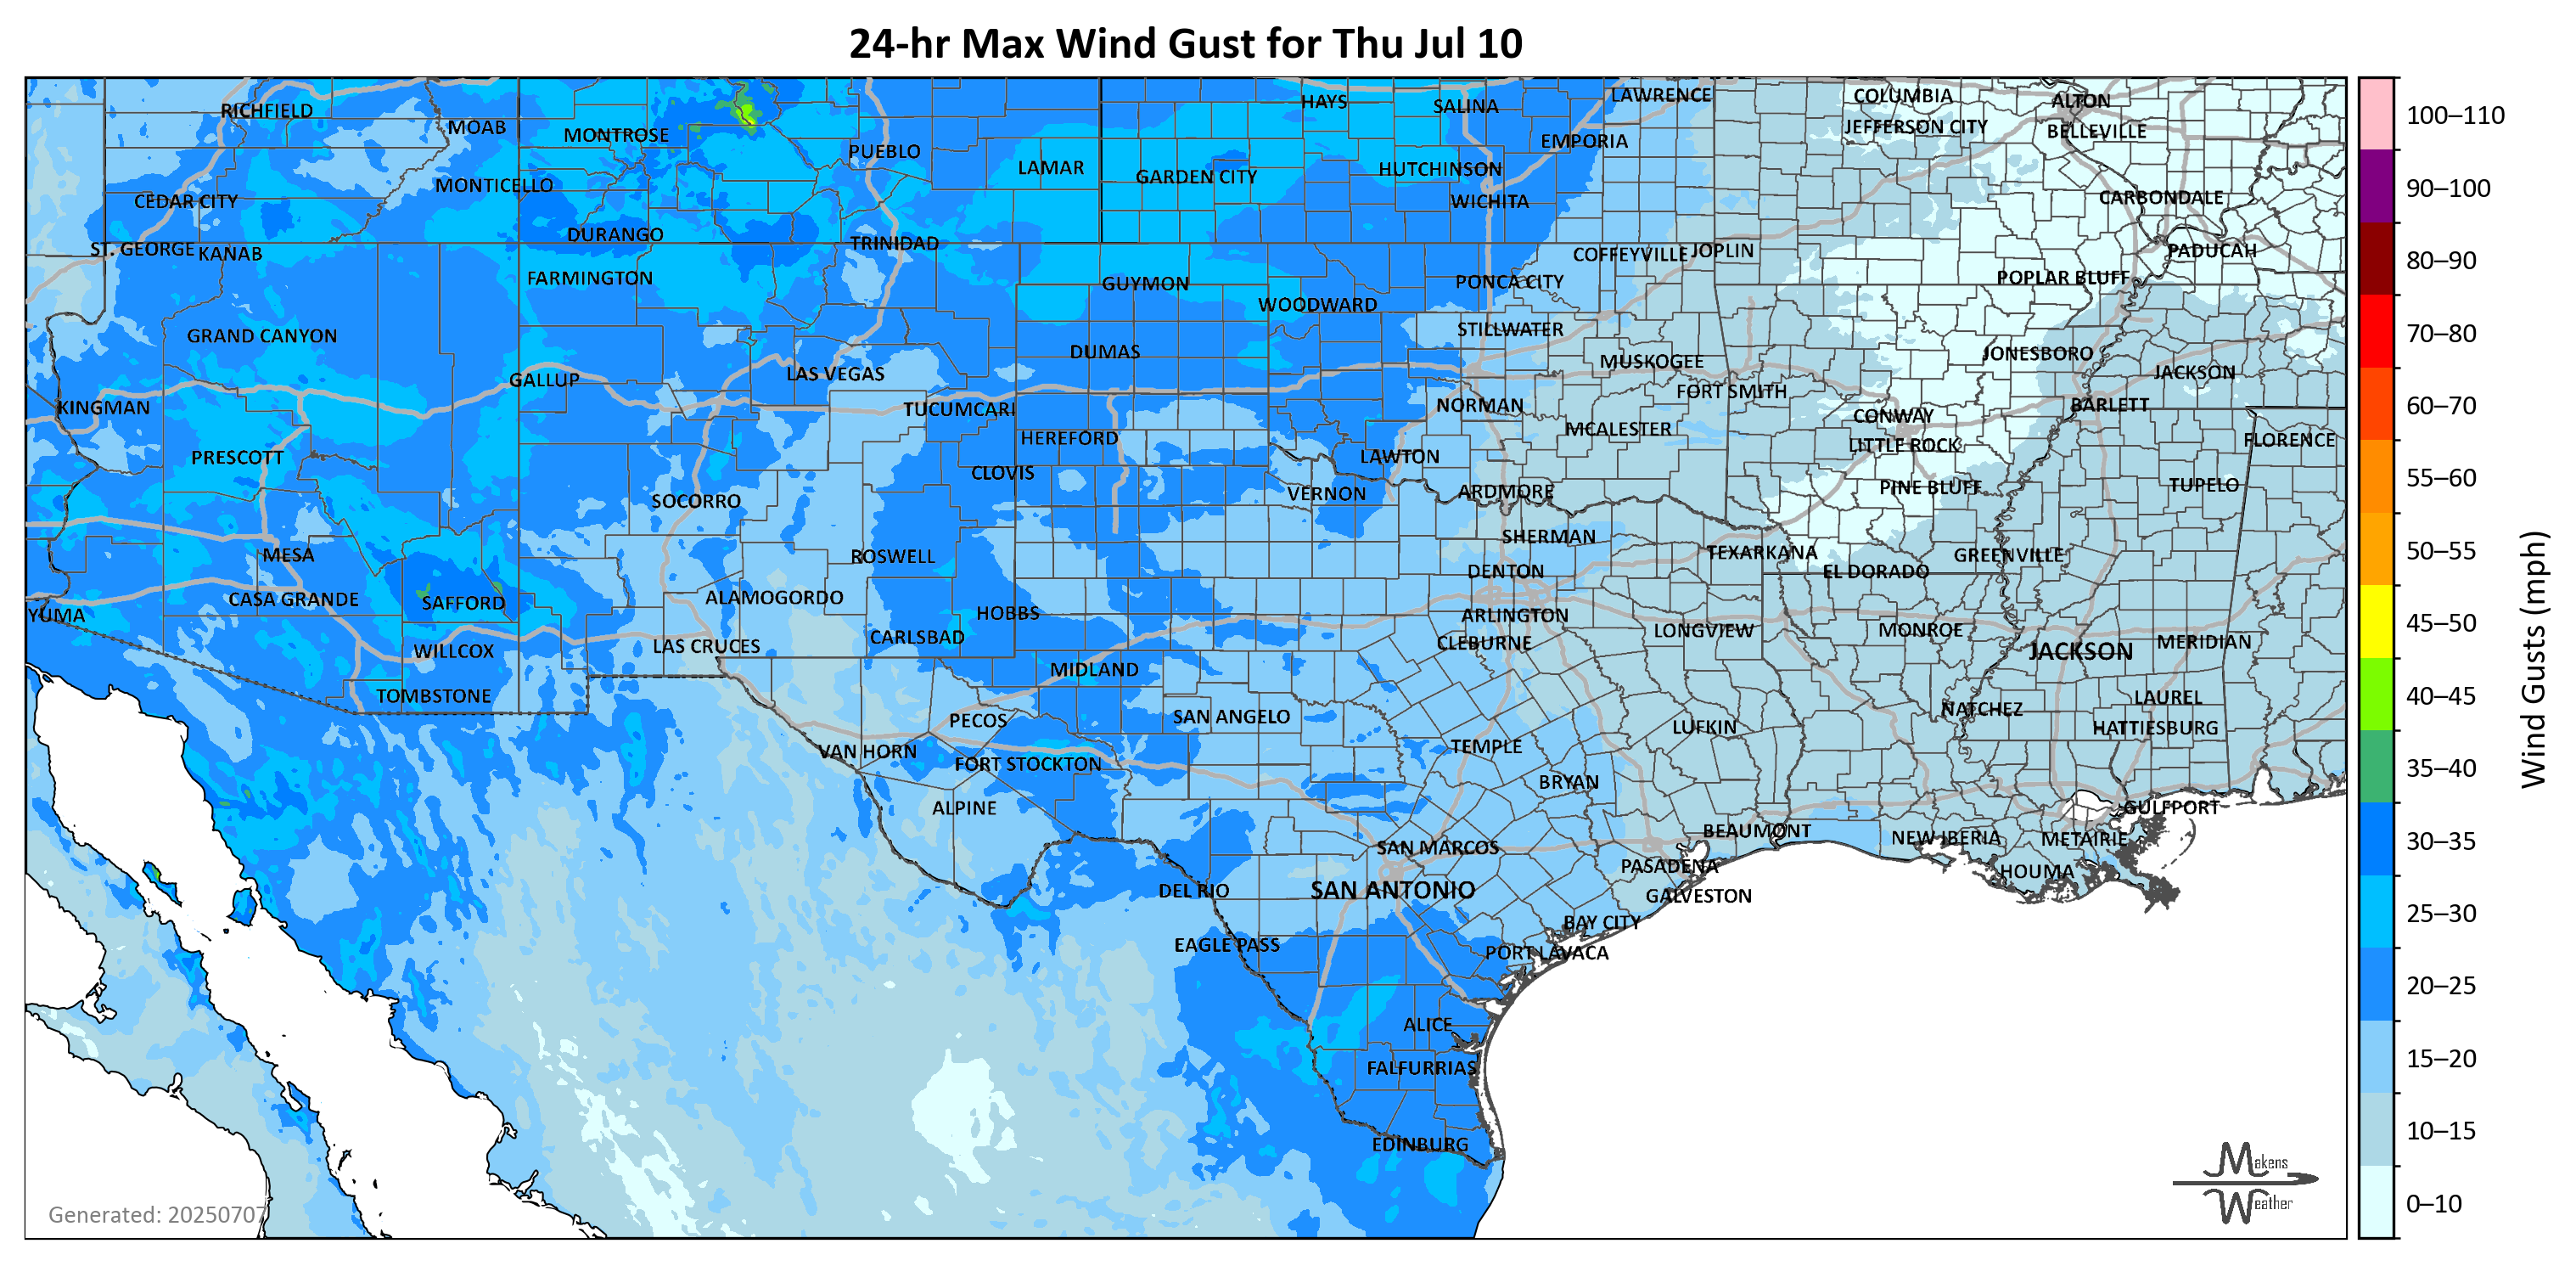 24-hr Max Wind Gust for Thu Jul 10
RICHFIELD
MOAB
MONTROSE
PUEBLO
LAMAR
HAYS
SALINA
LAWRENCE
EMPORIA
COLUMBIA
JEFFERSON CITY
ALTON
BELLEVILLE
CEDAR CITY
MONTICELLO
GARDEN CITY
HUTCHINSON
WICHITA
CARBONDALE
ST. GEORGE
KANAB
DURANGO
TRINIDAD
COFFEYVILLE
JOPLIN
PADUCAH
FARMINGTON
GUYMON
WOODWARD
PONCA CITY
POPLAR BLUFF
GRAND CANYON
DUMAS
STILLWATER
MUSKOGEE
JONESBORO
JACKSON
GALLUP
LAS VEGAS
FORT SMITH
KINGMAN
TUCUMCARI
NORMAN
CONWAY
BARLETT
PRESCOTT
HEREFORD
MCALESTER
LITTLE ROCK
FLORENCE
CLOVIS
LAWTON
SOCORRO
VERNON
ARDMORE
PINE BLUFF
TUPELO
MESA
ROSWELL
SHERMAN
TEXARKANA
GREENVILLE
DENTON
EL DORADO
YUMA
CASA GRANDE
SAFFORD
ALAMOGORDO
HOBBS
ARLINGTON
WILLCOX
LAS CRUCES
CARLSBAD
CLEBURNE
LONGVIEW
MONROE
JACKSON
MERIDIAN
TOMBSTONE
MIDLAND
PECOS
SAN ANGELO
LUFKIN
NATCHEZ
LAUREL
HATTIESBURG
VAN HORN
FORT STOCKTON
TEMPLE
ALPINE
BRYAN
GULFPORT
SAN MARCOS
BEAUMONT
NEW IBERIA
METAIRIE
DEL RIO
SAN ANTONIO
PASADENA
GALVESTON
HOUMA
EAGLE PASS
BAY CITY
PORT LAVACA
ALICE
FALFURRIAS
EDINBURG
Generated: 20250707
Makens
Weather
100–110
90–100
80–90
70–80
60–70
55–60
50–55
45–50
40–45
35–40
30–35
25–30
20–25
15–20
10–15
0–10
Wind Gusts (mph)